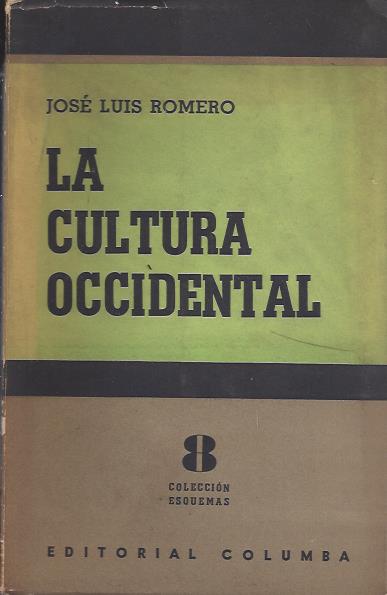 JOSÉ LUIS ROMERO
LA
CULTURA
OCCIDENTAL
8
COLECCIÓN
ESQUEMAS
EDITORIAL COLUMBA